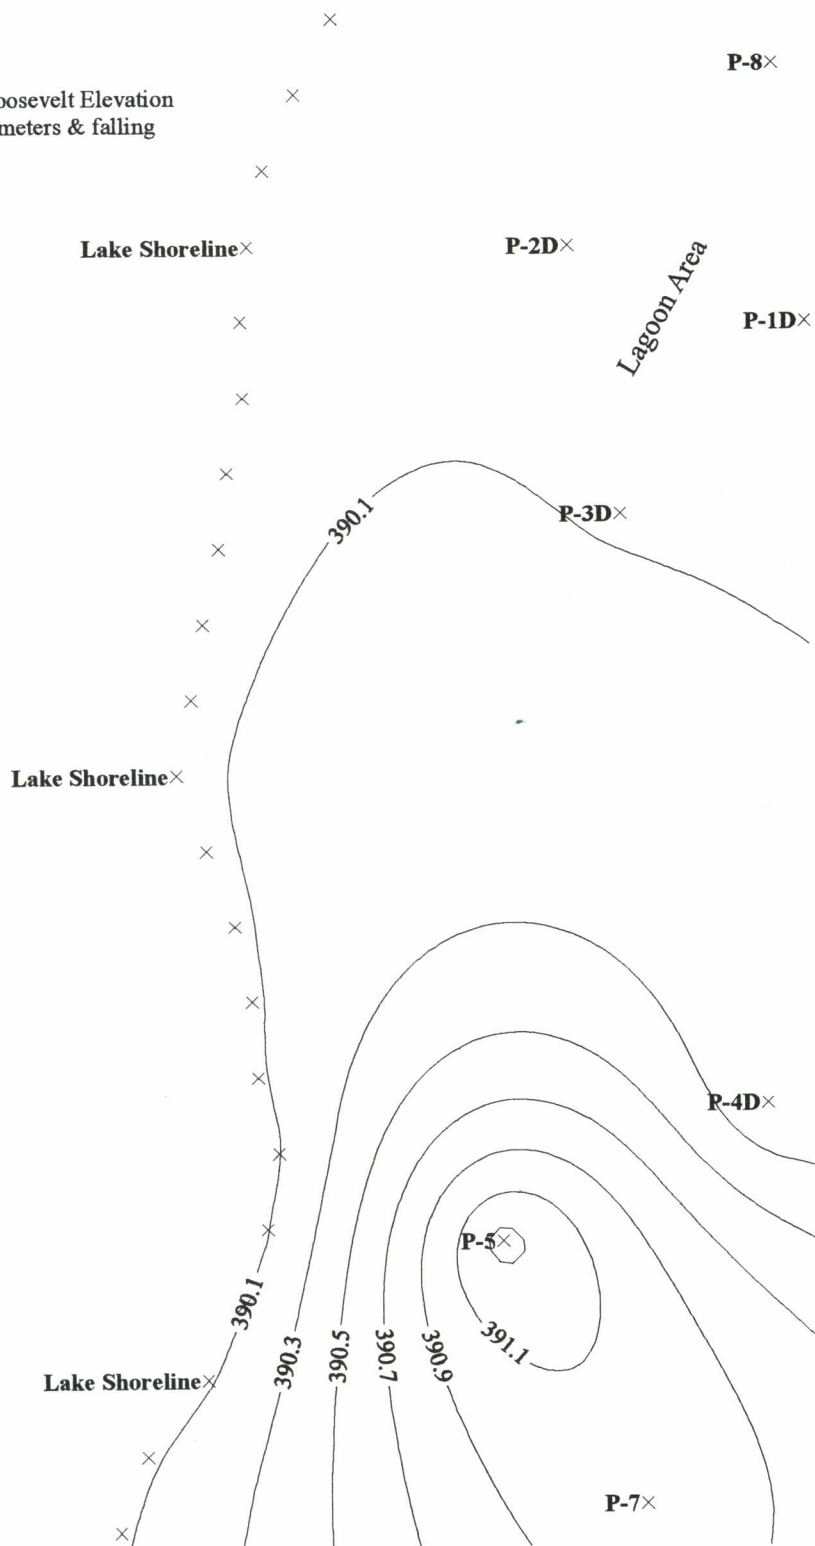 P-8
oosevelt Elevation
meters & falling
Lake Shoreline
P-2D
Lagoon Area
P-1D
390.1
P-3D
Lake Shoreline
P-4D
P-5
390.1
390.3
390.5
390.7
390.9
391.1
Lake Shoreline
P-7